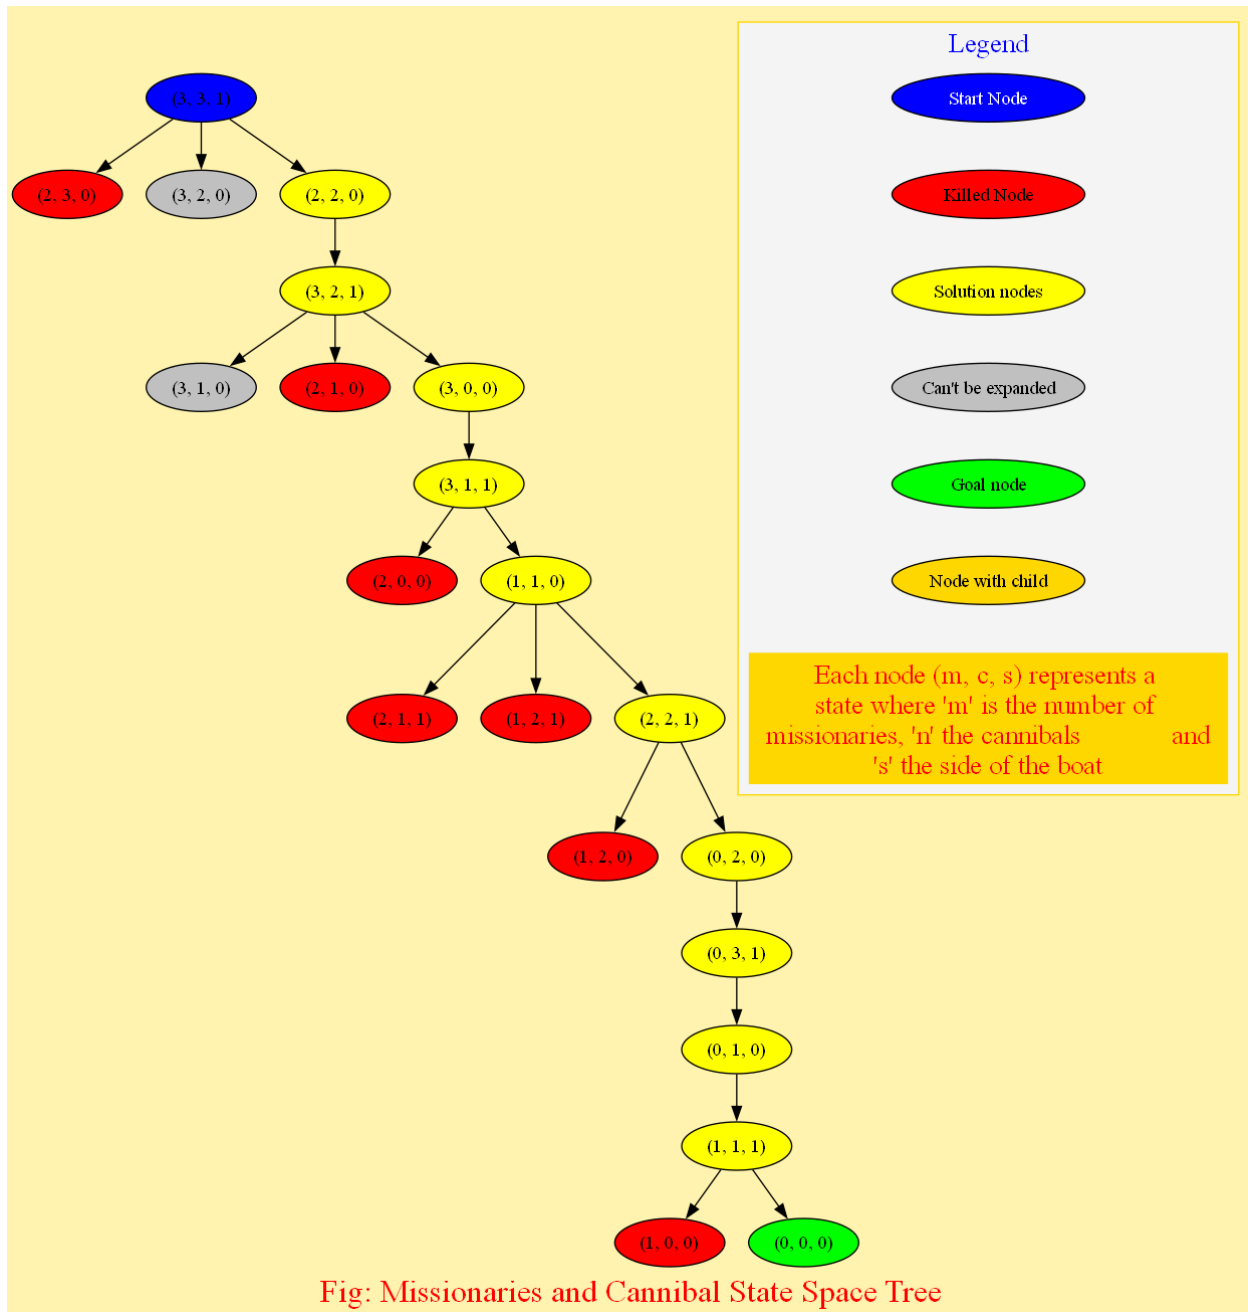 Legend
(3, 3, 1)
Start Node
(2, 3, 0)
(3, 2, 0)
(2, 2, 0)
Killed Node
(3, 2, 1)
Solution nodes
(3, 1, 0)
(2, 1, 0)
(3, 0, 0)
Can't be expanded
(3, 1, 1)
Goal node
(2, 0, 0)
(1, 1, 0)
Node with child
Each node (m, c, s) represents a
state where 'm' is the number of
missionaries, 'n' the cannibals and
's' the side of the boat
(2, 1, 1)
(1, 2, 1)
(2, 2, 1)
(1, 2, 0)
(0, 2, 0)
(0, 3, 1)
(0, 1, 0)
(1, 1, 1)
(1, 0, 0)
(0, 0, 0)
Fig: Missionaries and Cannibal State Space Tree